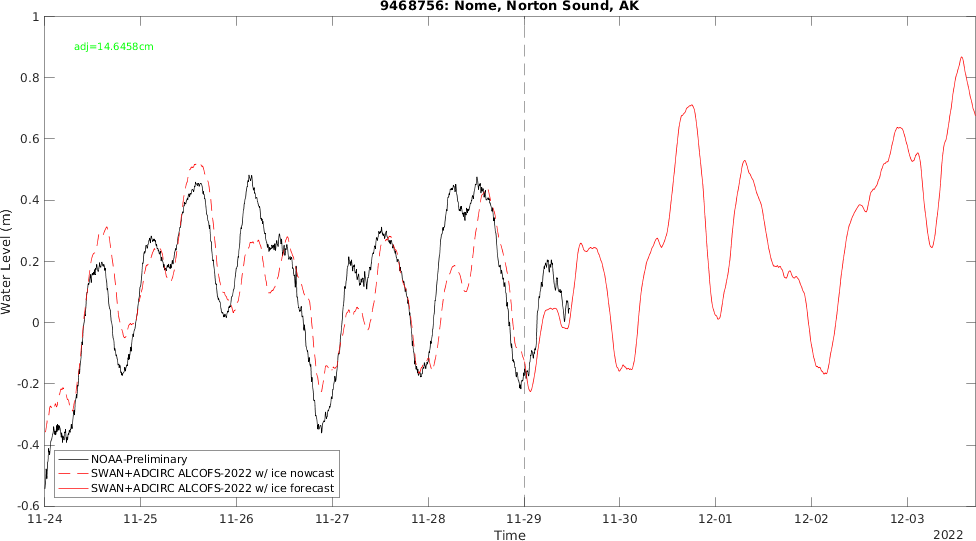 9468756: Nome, Norton Sound, AK
adj=14.6458cm
Water Level (m)
1
0.8
0.6
0.4
0.2
0
-0.2
-0.4
-0.6
NOAA-Preliminary
SWAN+ADCIRC ALCOFS-2022 w/ ice nowcast
SWAN+ADCIRC ALCOFS-2022 w/ ice forecast
11-24 11-25 11-26 11-27 11-28 11-29 11-30 12-01 12-02 12-03
Time
2022